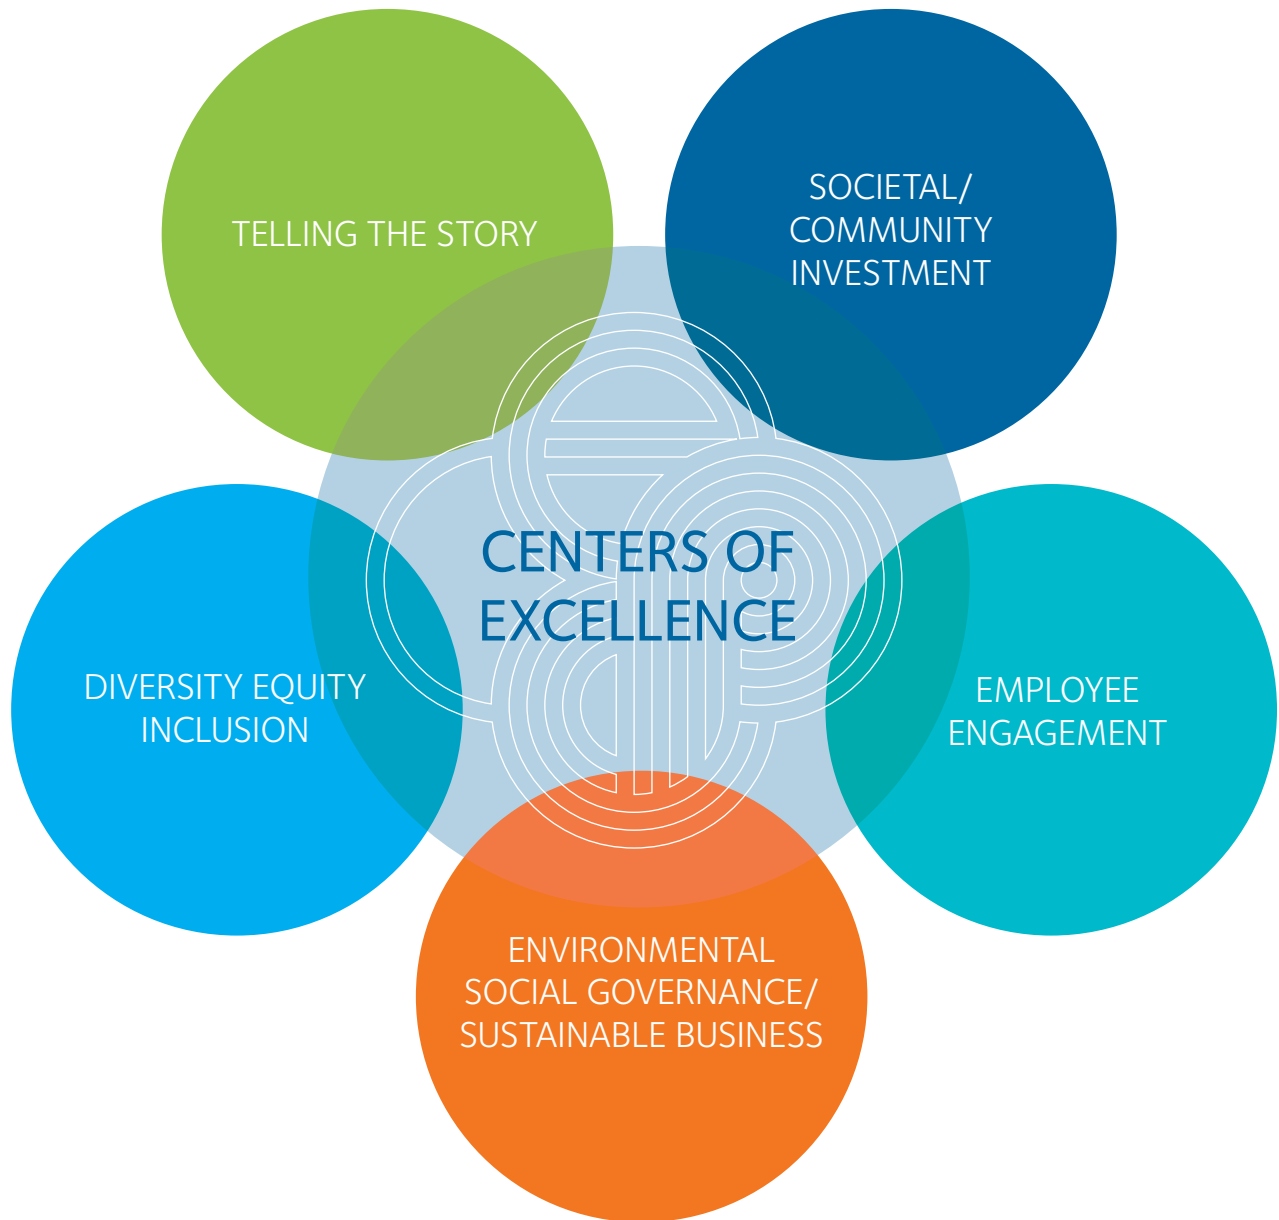 TELLING THE STORY
SOCIETAL/
COMMUNITY
INVESTMENT
CENTERS OF
EXCELLENCE
DIVERSITY EQUITY
INCLUSION
EMPLOYEE
ENGAGEMENT
ENVIRONMENTAL
SOCIAL GOVERNANCE/
SUSTAINABLE BUSINESS